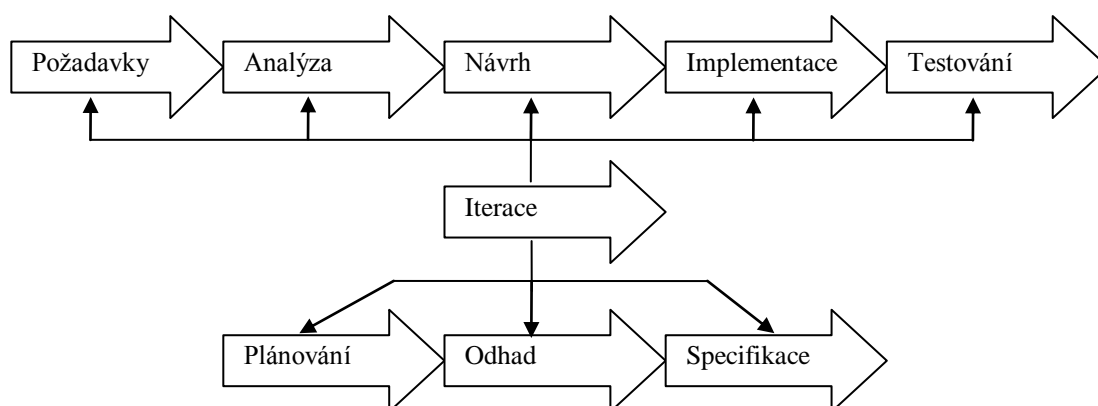 Požadavky
Analýza
Návrh
Implementace
Testování
Iterace
Plánování
Odhad
Specifikace